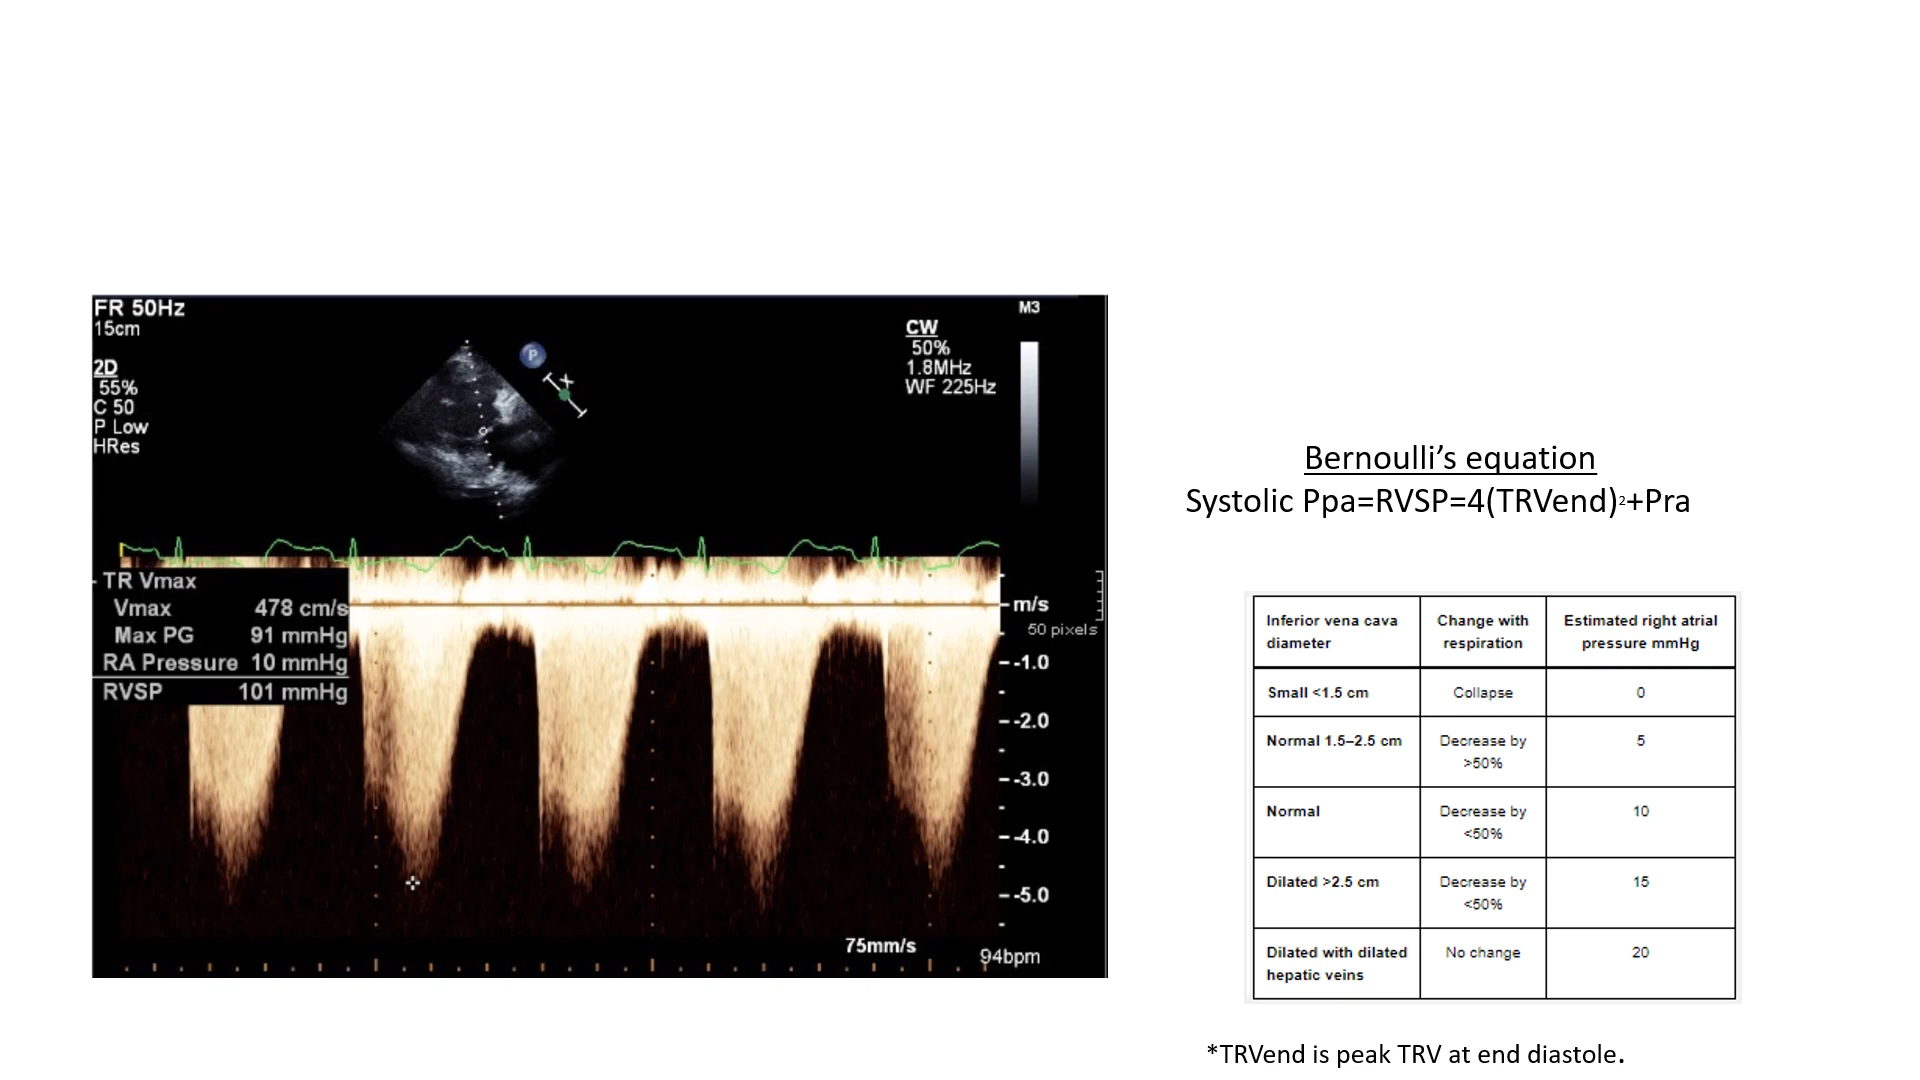 FR 50Hz
15cm
2D
55%
C 50
P Low
HRes
P
X
CW
50%
1.8MHz
WF 225Hz
M3
TR Vmax
Vmax 478 cm/s
Max PG 91 mmHg
RA Pressure 10 mmHg
RVSP 101 mmHg
m/s
50 pixels
-1.0
-2.0
-3.0
-4.0
-5.0
75mm/s
94bpm
Bernoulli’s equation
Systolic Ppa=RVSP=4(TRVend)²+Pra
Inferior vena cava diameter
Change with respiration
Estimated right atrial pressure mmHg
Small <1.5 cm
Collapse
0
Normal 1.5–2.5 cm
Decrease by >50%
5
Normal
Decrease by <50%
10
Dilated >2.5 cm
Decrease by <50%
15
Dilated with dilated hepatic veins
No change
20
*TRVend is peak TRV at end diastole.